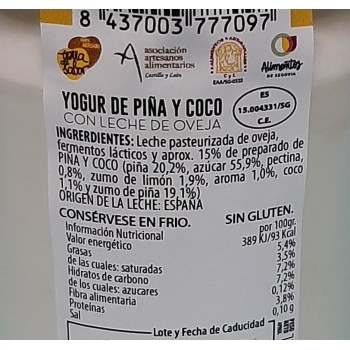 8 437003 777097
asociación
artesanos
alimentarios
Castilla y León
Alimentos
DE SEGOVIA
YOGUR DE PIÑA Y COCO
CON LECHE DE OVEJA
ES
15.004331/SG
C.E.
INGREDIENTES: Leche pasteurizada de oveja,
fermentos lácticos y aprox. 15% de preparado de
PIÑA Y COCO (piña 20,2%, azúcar 55,9%, pectina,
0,8%, zumo de limón 1,9%, aroma 1,0%, coco
1,1% y zumo de piña 19,1%)
ORIGEN DE LA LECHE: ESPAÑA
CONSÉRVESE EN FRIO. SIN GLUTEN.
Información Nutricional por 100gr.
Valor energético 389 KJ/93 Kcal
Grasas 5,4%
de las cuales: saturadas 3,5%
Hidratos de carbono 7,2%
de los cuales: azucares 7,2%
Fibra alimentaria 0,12%
Proteínas 3,8%
Sal 0,10 g
Lote y Fecha de Caducidad